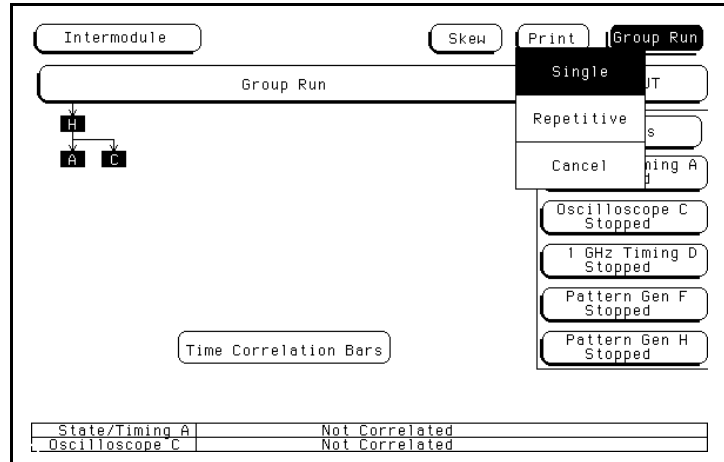 Intermodule Skew Print Group Run
Single
Group Run UT
Repetitive
s
H
A C
Cancel ming A
d
Oscilloscope C
Stopped
1 GHz Timing D
Stopped
Pattern Gen F
Stopped
Pattern Gen H
Stopped
Time Correlation Bars
State/Timing A Not Correlated
Oscilloscope C Not Correlated